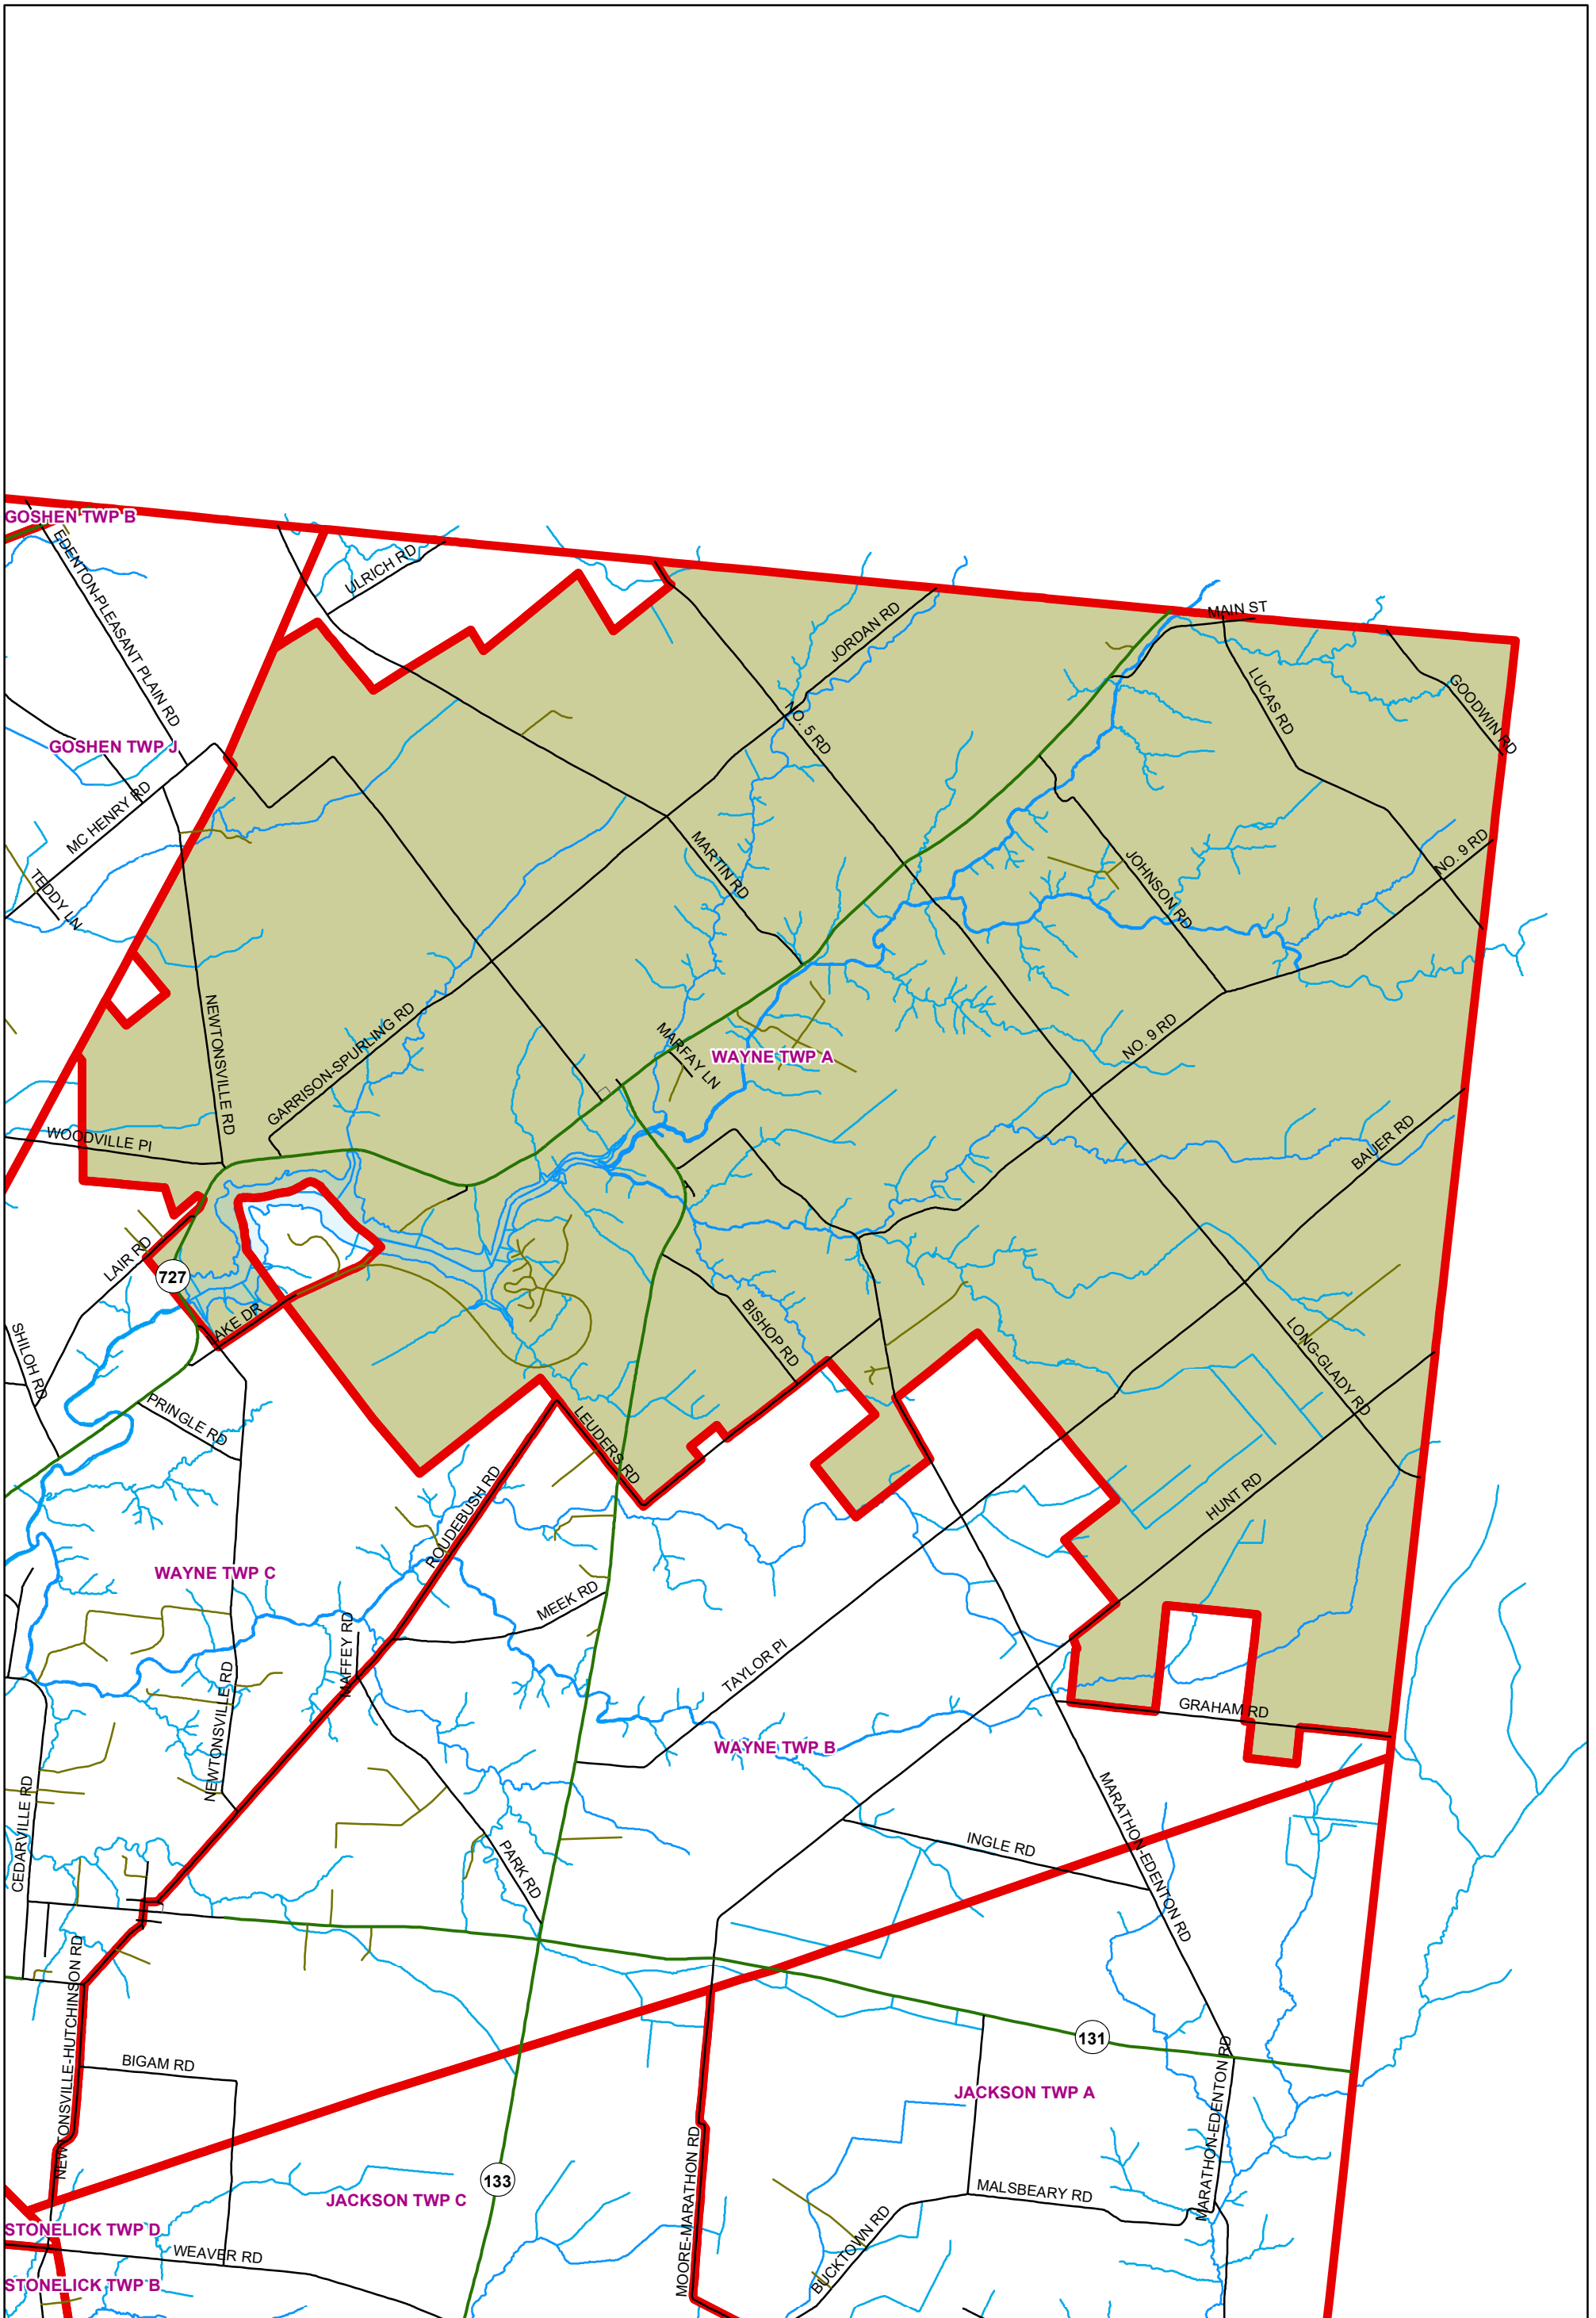 GOSHEN TWP B
EDENTON-PLEASANT PLAIN RD
ULRICH RD
MAIN ST
JORDAN RD
LUCAS RD
GOODWIN RD
NO. 5 RD
GOSHEN TWP J
MC HENRY RD
TEDDY LN
MARTIN RD
JOHNSON RD
NO. 9 RD
NEWTONSVILLE RD
GARRISON-SPURLING RD
MARFAY LN
WAYNE TWP A
NO. 9 RD
WOODVILLE PI
BAUER RD
LAIR RD
727
AKE DR
SHILOH RD
BISHOP RD
LONG-GLADY RD
PRINGLE RD
LEUDERS RD
ROUDEBUSH RD
HUNT RD
WAYNE TWP C
MEEK RD
MAFFEY RD
TAYLOR PI
NEWTONSVILLE RD
GRAHAM RD
WAYNE TWP B
CEDARVILLE RD
MARATHON-EDENTON RD
INGLE RD
PARK RD
NEWTONSVILLE-HUTCHINSON RD
131
BIGAM RD
JACKSON TWP A
MARATHON-EDENTON RD
133
MOORE-MARATHON RD
MALSBEARY RD
JACKSON TWP C
BUCKTOWN RD
STONELICK TWP D
WEAVER RD
STONELICK TWP B